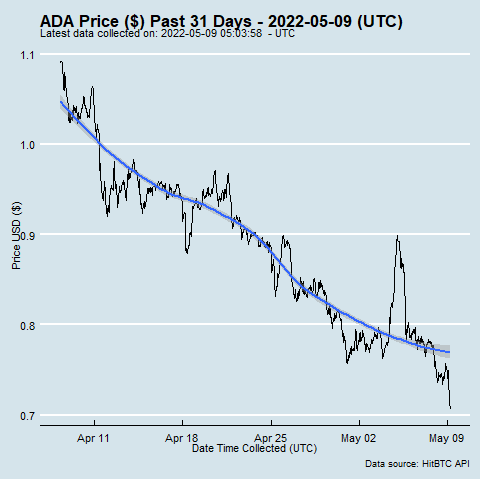 ADA Price ($) Past 31 Days - 2022-05-09 (UTC)
Latest data collected on: 2022-05-09 05:03:58 - UTC
1.1
1.0
0.9
0.8
0.7
Price USD ($)
Apr 11 Apr 18 Apr 25 May 02 May 09
Date Time Collected (UTC)
Data source: HitBTC API